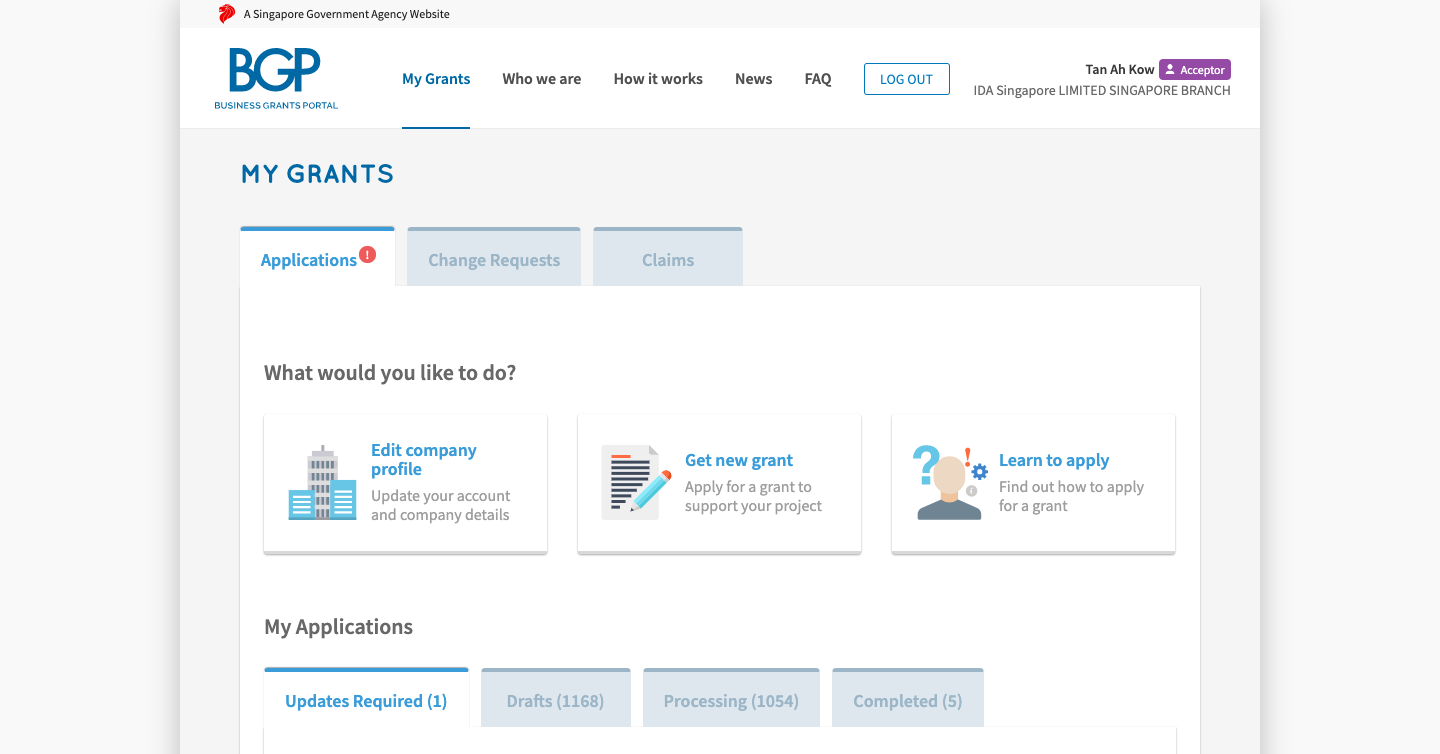 A Singapore Government Agency Website
BGP
BUSINESS GRANTS PORTAL
My Grants
Who we are
How it works
News
FAQ
LOG OUT
Tan Ah Kow
Acceptor
IDA Singapore LIMITED SINGAPORE BRANCH
MY GRANTS
Applications
!
Change Requests
Claims
What would you like to do?
Edit company
profile
Update your account
and company details
Get new grant
Apply for a grant to
support your project
?
!
Learn to apply
Find out how to apply
for a grant
My Applications
Updates Required (1)
Drafts (1168)
Processing (1054)
Completed (5)